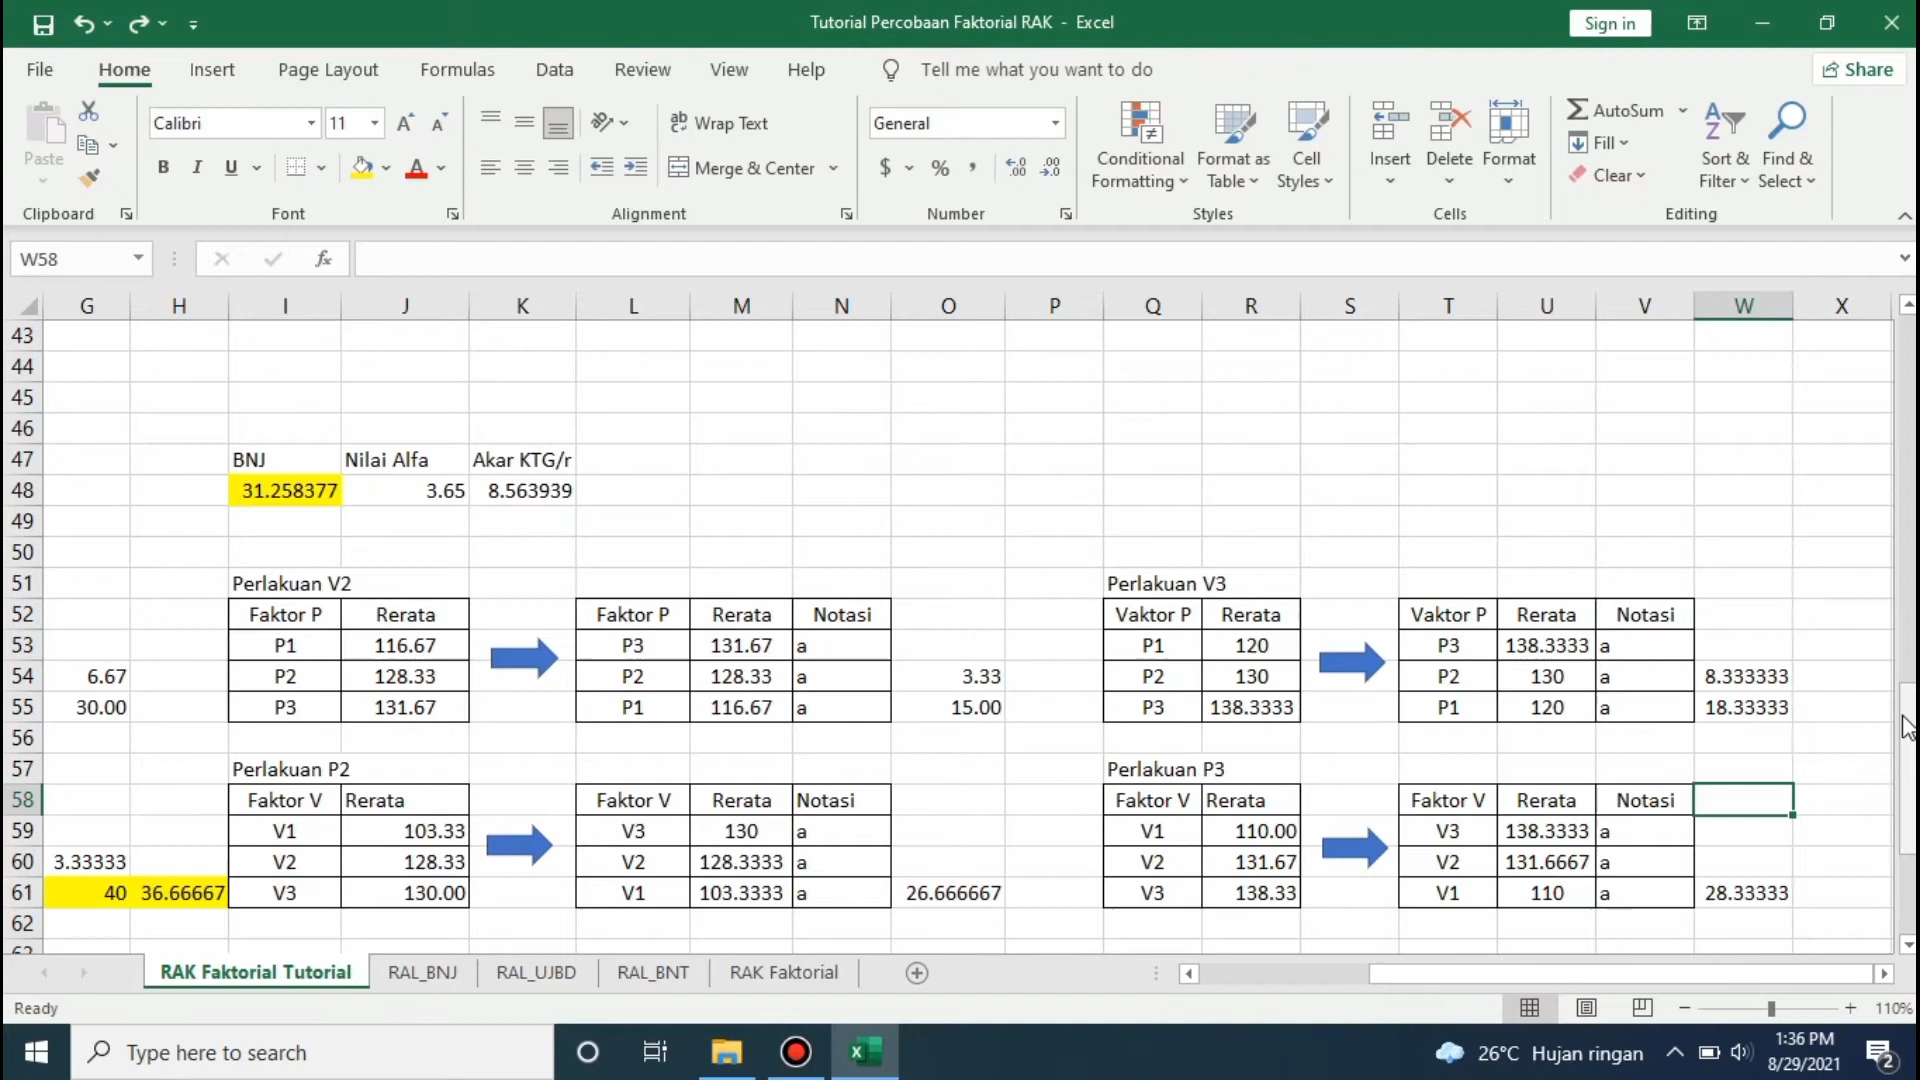 Tutorial Percobaan Faktorial RAK - Excel
Sign in
File Home Insert Page Layout Formulas Data Review View Help Tell me what you want to do Share
Paste
Calibri 11
B I U
Wrap Text
Merge & Center
General
$ % ,
Conditional Formatting
Format as Table
Cell Styles
Insert
Delete
Format
AutoSum
Fill
Clear
Sort & Filter
Find & Select
Clipboard Font Alignment Number Styles Cells Editing
W58 fx
G H I J K L M N O P Q R S T U V W X
43
44
45
46
47 BNJ Nilai Alfa Akar KTG/r
48 31.258377 3.65 8.563939
49
50
51 Perlakuan V2 Perlakuan V3
52 Faktor P Rerata Faktor P Rerata Notasi Vaktor P Rerata Vaktor P Rerata Notasi
53 P1 116.67 P3 131.67 a P1 120 P3 138.3333 a
54 6.67 P2 128.33 P2 128.33 a 3.33 P2 130 P2 130 a 8.333333
55 30.00 P3 131.67 P1 116.67 a 15.00 P3 138.3333 P1 120 a 18.33333
56
57 Perlakuan P2 Perlakuan P3
58 Faktor V Rerata Faktor V Rerata Notasi Faktor V Rerata Faktor V Rerata Notasi
59 V1 103.33 V3 130 a V1 110.00 V3 138.3333 a
60 3.33333 V2 128.33 V2 128.3333 a V2 131.67 V2 131.6667 a
61 40 36.66667 V3 130.00 V1 103.3333 a 26.666667 V3 138.33 V1 110 a 28.33333
62
RAK Faktorial Tutorial RAL_BNJ RAL_UJBD RAL_BNT RAK Faktorial
Ready 110%
Type here to search
26°C Hujan ringan
1:36 PM
8/29/2021
2